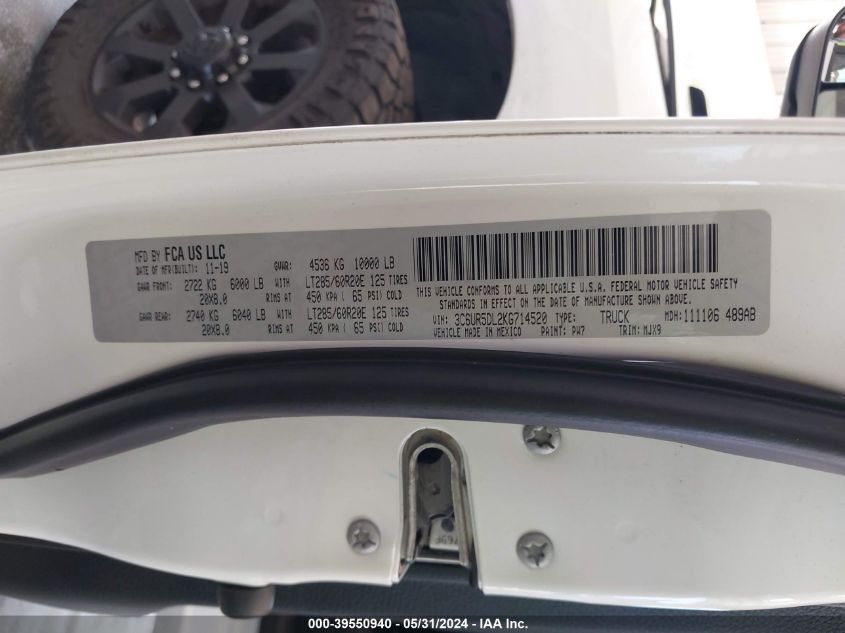 MFD BY FCA US LLC
DATE OF MFR(BUILT): 11-19 GVWR: 4536 KG 10000 LB
GAWR FRONT: 2722 KG 6000 LB WITH LT285/60R20E 125 TIRES
20X8.0 RIMS AT 450 KPA ( 65 PSI) COLD
GAWR REAR: 2740 KG 6040 LB WITH LT285/60R20E 125 TIRES
20X8.0 RIMS AT 450 KPA ( 65 PSI) COLD
THIS VEHICLE CONFORMS TO ALL APPLICABLE U.S.A. FEDERAL MOTOR VEHICLE SAFETY
STANDARDS IN EFFECT ON THE DATE OF MANUFACTURE SHOWN ABOVE.
VIN: 3C6UR5DL2KG714520 TYPE: TRUCK MDH: 111106 489AB
VEHICLE MADE IN MEXICO PAINT: PW7 TRIM: MJX9
000-39550940 - 05/31/2024 - IAA Inc.